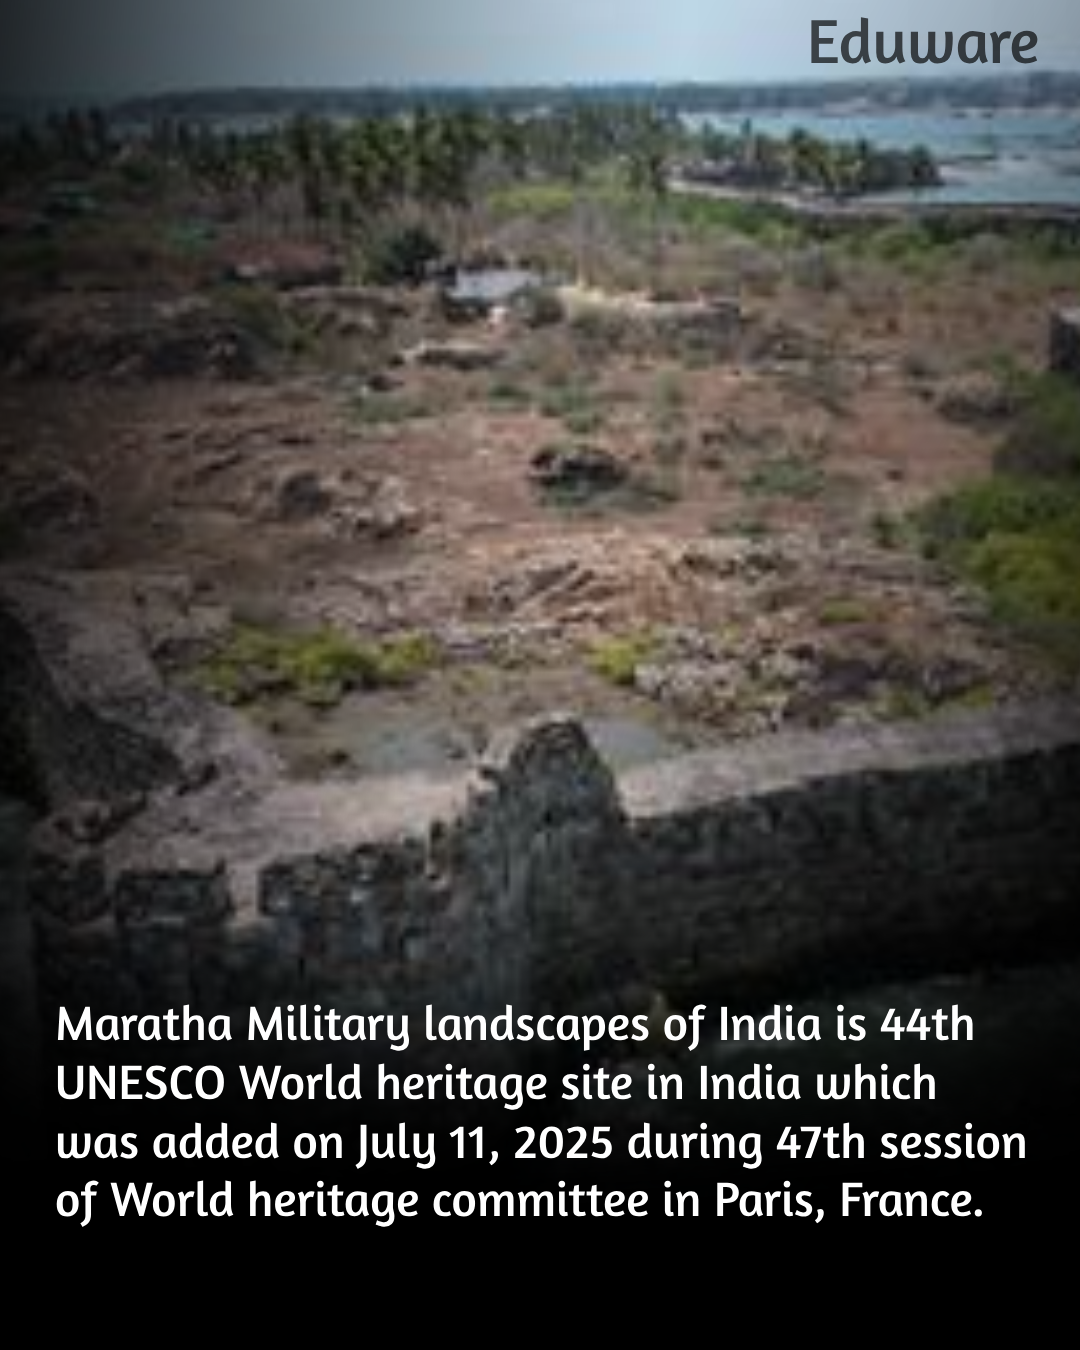 Eduware
Maratha Military landscapes of India is 44th
UNESCO World heritage site in India which
was added on July 11, 2025 during 47th session
of World heritage committee in Paris, France.